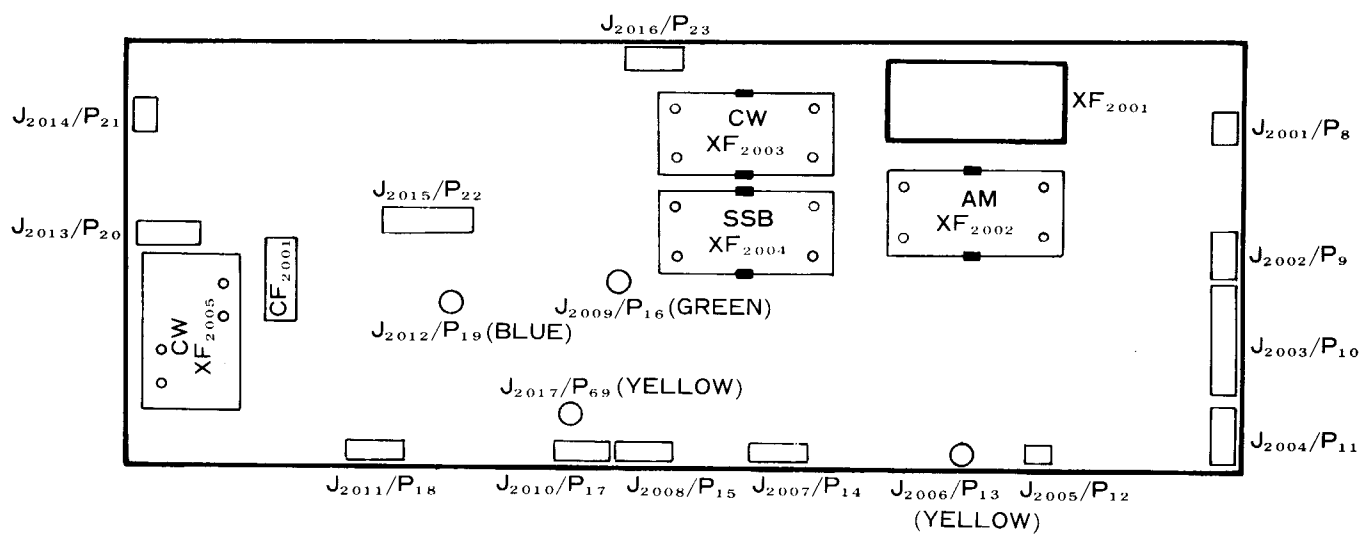 J2016/P23
J2014/P21
CW
XF2003
XF2001
J2001/P8
J2015/P22
SSB
XF2004
AM
XF2002
J2013/P20
CF2001
J2002/P9
CW
XF2005
J2009/P16(GREEN)
J2012/P19(BLUE)
J2003/P10
J2017/P69(YELLOW)
J2004/P11
J2011/P18
J2010/P17
J2008/P15
J2007/P14
J2006/P13
(YELLOW)
J2005/P12